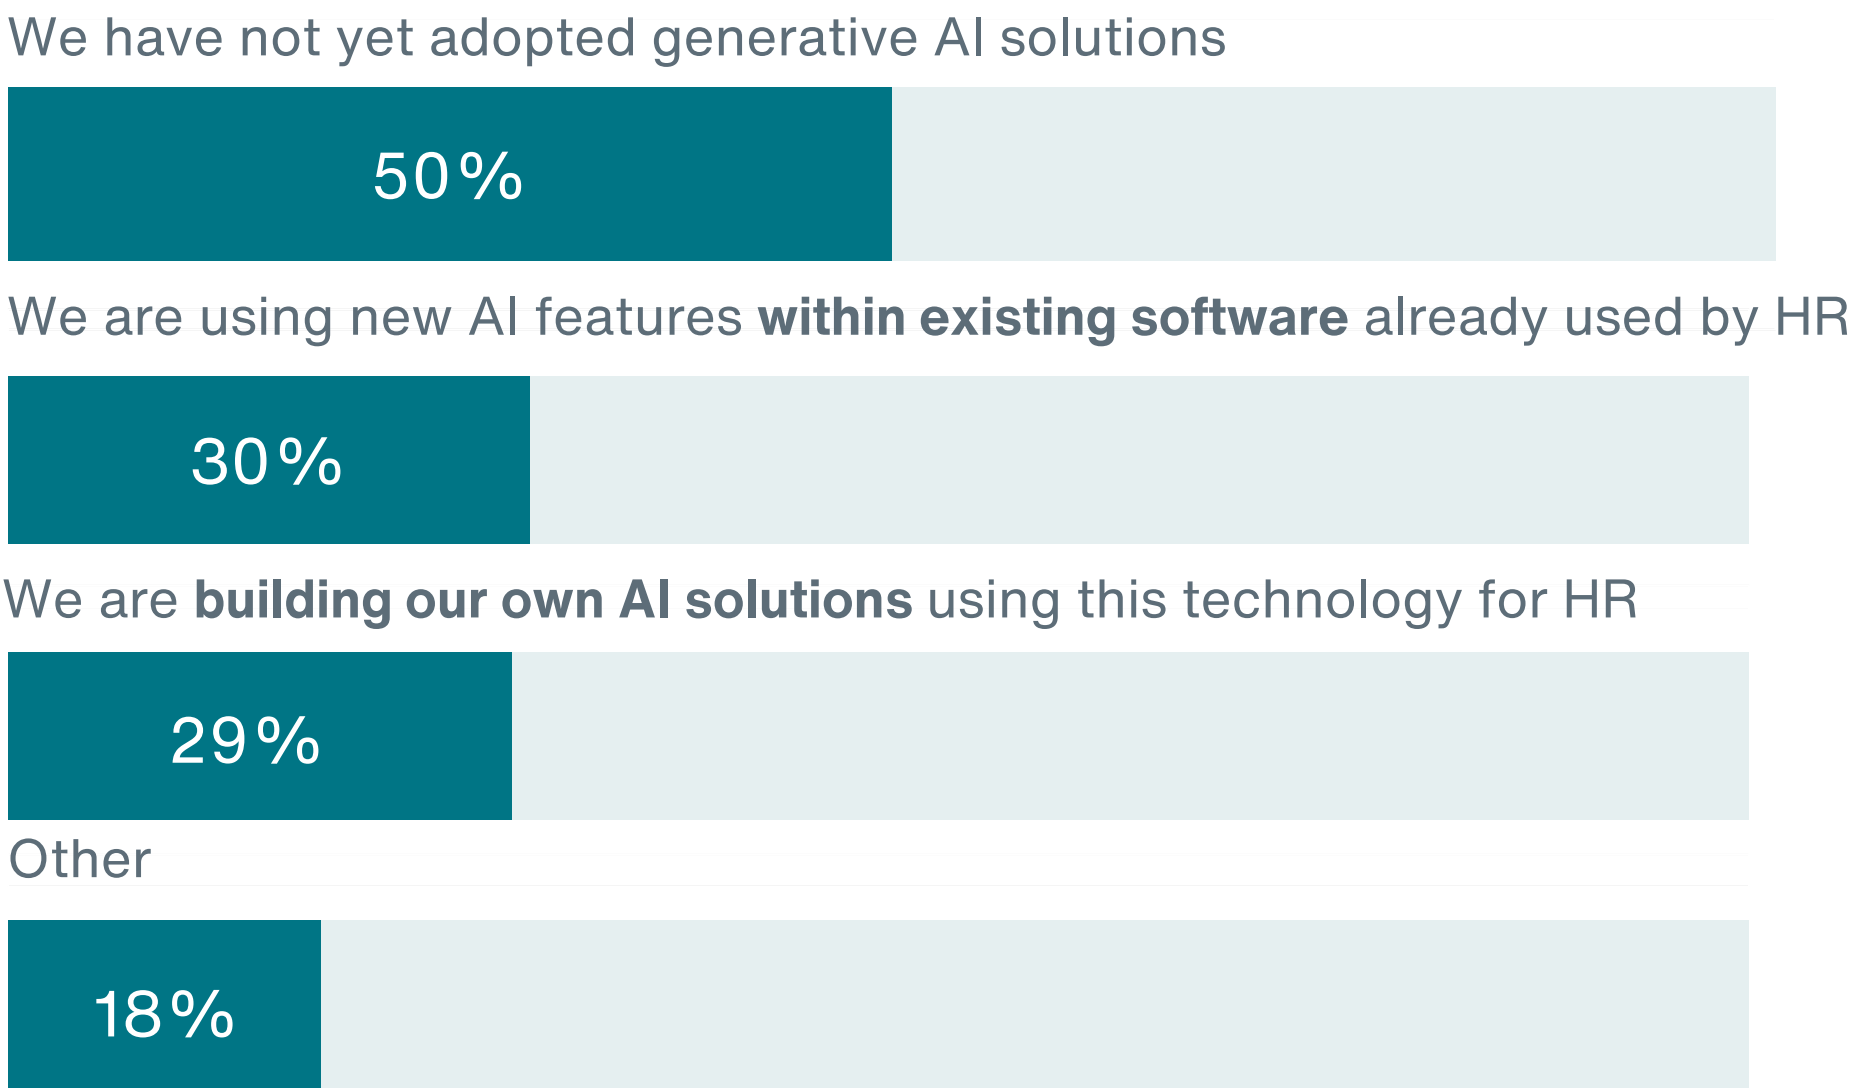 We have not yet adopted generative AI solutions
50%
We are using new AI features within existing software already used by HR
30%
We are building our own AI solutions using this technology for HR
29%
Other
18%